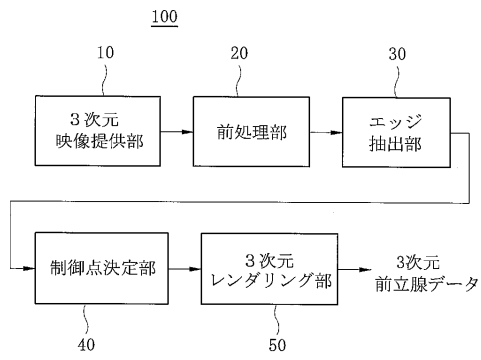 100
10
20
30
3次元
映像提供部
前処理部
エッジ
抽出部
制御点決定部
3次元
レンダリング部
3次元
前立腺データ
40
50